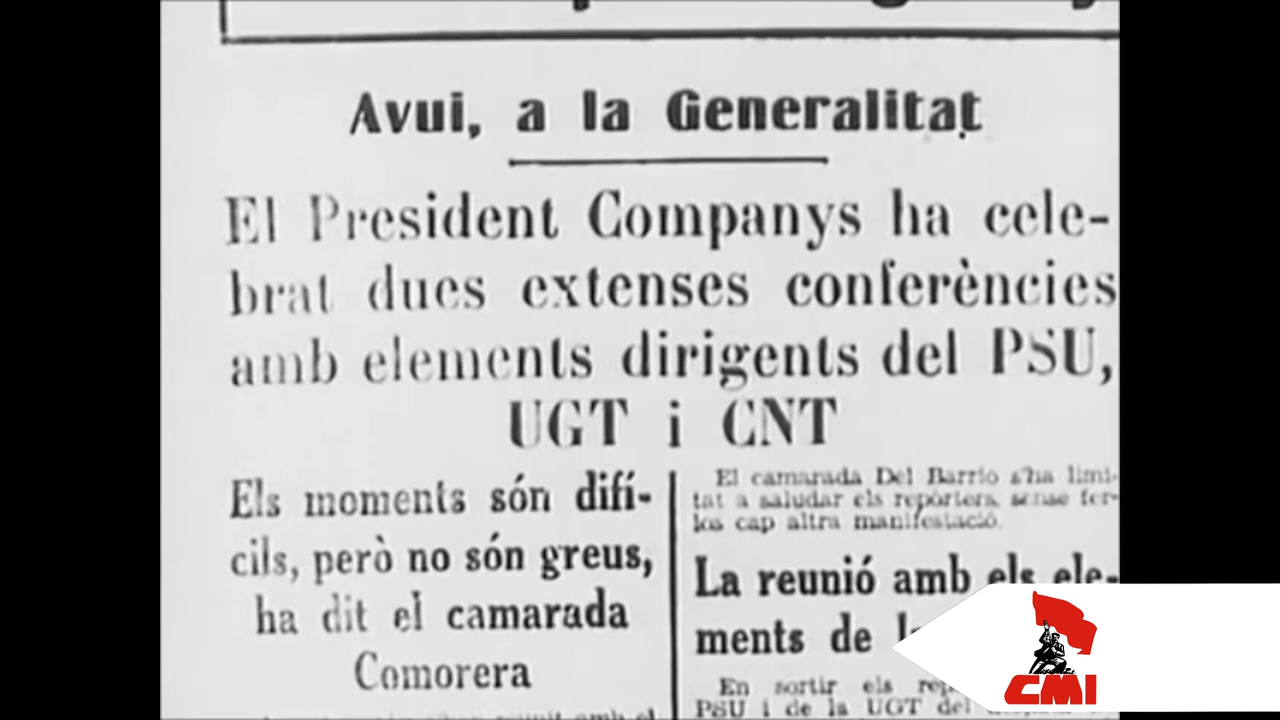 Avui, a la Generalitat
El President Companys ha cele-
brat dues extenses conferències
amb elements dirigents del PSU,
UGT i CNT
Els moments són difí-
cils, però no són greus,
ha dit el camarada
Comorera
El camarada Del Barrio s'ha limi-
tat a saludar els repòrters, sense fer-
los cap altra manifestació.
La reunió amb els ele-
ments de
En sortir els
PSU i de la UGT del
CMI